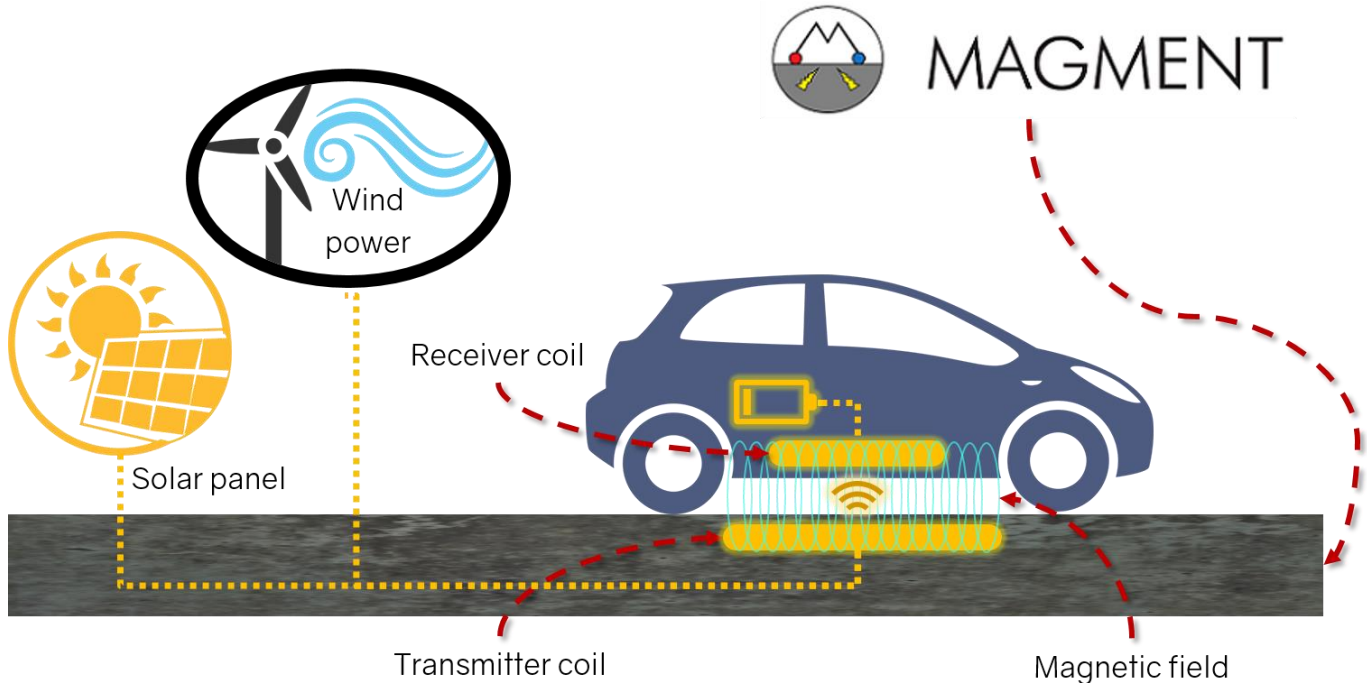 MAGMENT
Wind
power
Receiver coil
Solar panel
Transmitter coil
Magnetic field